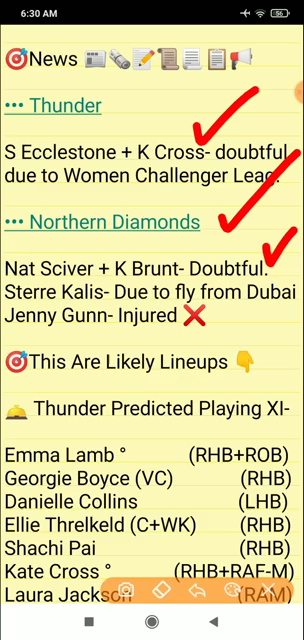 6:30 AM
56
🎯News 📰🗞📝📜📃📋📢
••• Thunder
S Ecclestone + K Cross- doubtful
due to Women Challenger Leag.
••• Northern Diamonds
Nat Sciver + K Brunt- Doubtful.
Sterre Kalis- Due to fly from Dubai
Jenny Gunn- Injured ❌
🎯This Are Likely Lineups 👇
🛎 Thunder Predicted Playing XI-
Emma Lamb ° (RHB+ROB)
Georgie Boyce (VC) (RHB)
Danielle Collins (LHB)
Ellie Threlkeld (C+WK) (RHB)
Shachi Pai (RHB)
Kate Cross ° (RHB+RAF-M)
Laura Jackson (RAM)